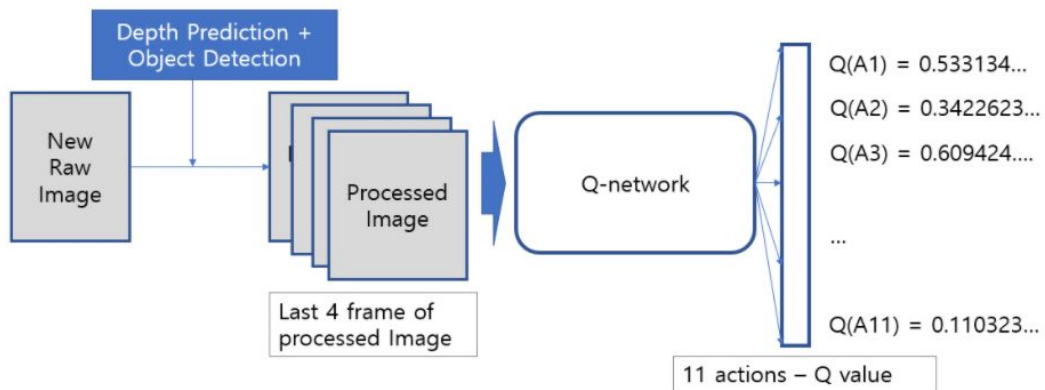 Depth Prediction +
Object Detection
New
Raw
Image
Processed
Image
Last 4 frame of
processed Image
Q-network
Q(A1) = 0.533134...
Q(A2) = 0.3422623...
Q(A3) = 0.609424....
...
Q(A11) = 0.110323...
11 actions – Q value